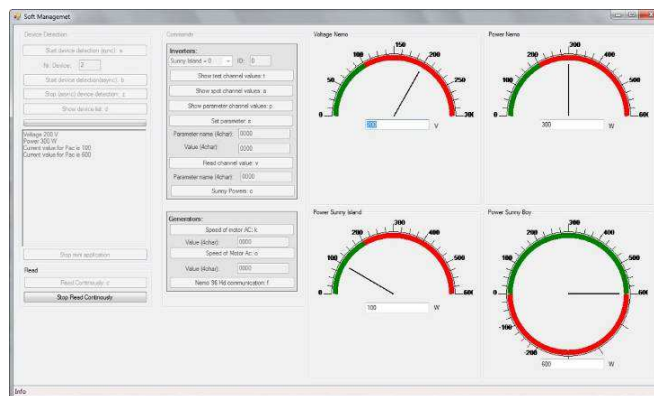 Soft Managemet
Device Detection
Start device detection (sync): e
Nr. Device: 2
Start device detection(async): b
Stop (async) device detection:
Show device list: d
Voltage 200 V
Power 300 W
Current value for Pac is 100
Current value for Pac is 600
Stop mmi application
Read
Read Continously:
Stop Read Continously
Commands
Inverters:
Sunny Island = 0 ID: 0
Show test channel values: t
Show spot channel values: a
Show parameter channel values: p
Set parameter: e
Parameter name (4char): 0000
Value (4char): 0000
Read channel value: v
Parameter name (4char): 0000
Sunny Powers: c
Generators:
Speed of motor AC: k
Value (4char): 0000
Speed of Motor Ac: o
Value (4char): 0000
Nemo 96 Hd communication: f
Voltage Nemo
0 50 100 150 200 250 300
200 V
Power Nemo
0 100 200 300 400 500 600
300 W
Power Sunny Island
0 100 200 300 400 500 600
100 W
Power Sunny Boy
0 100 200 300 400 500 600
-100
-200
600 W
Info